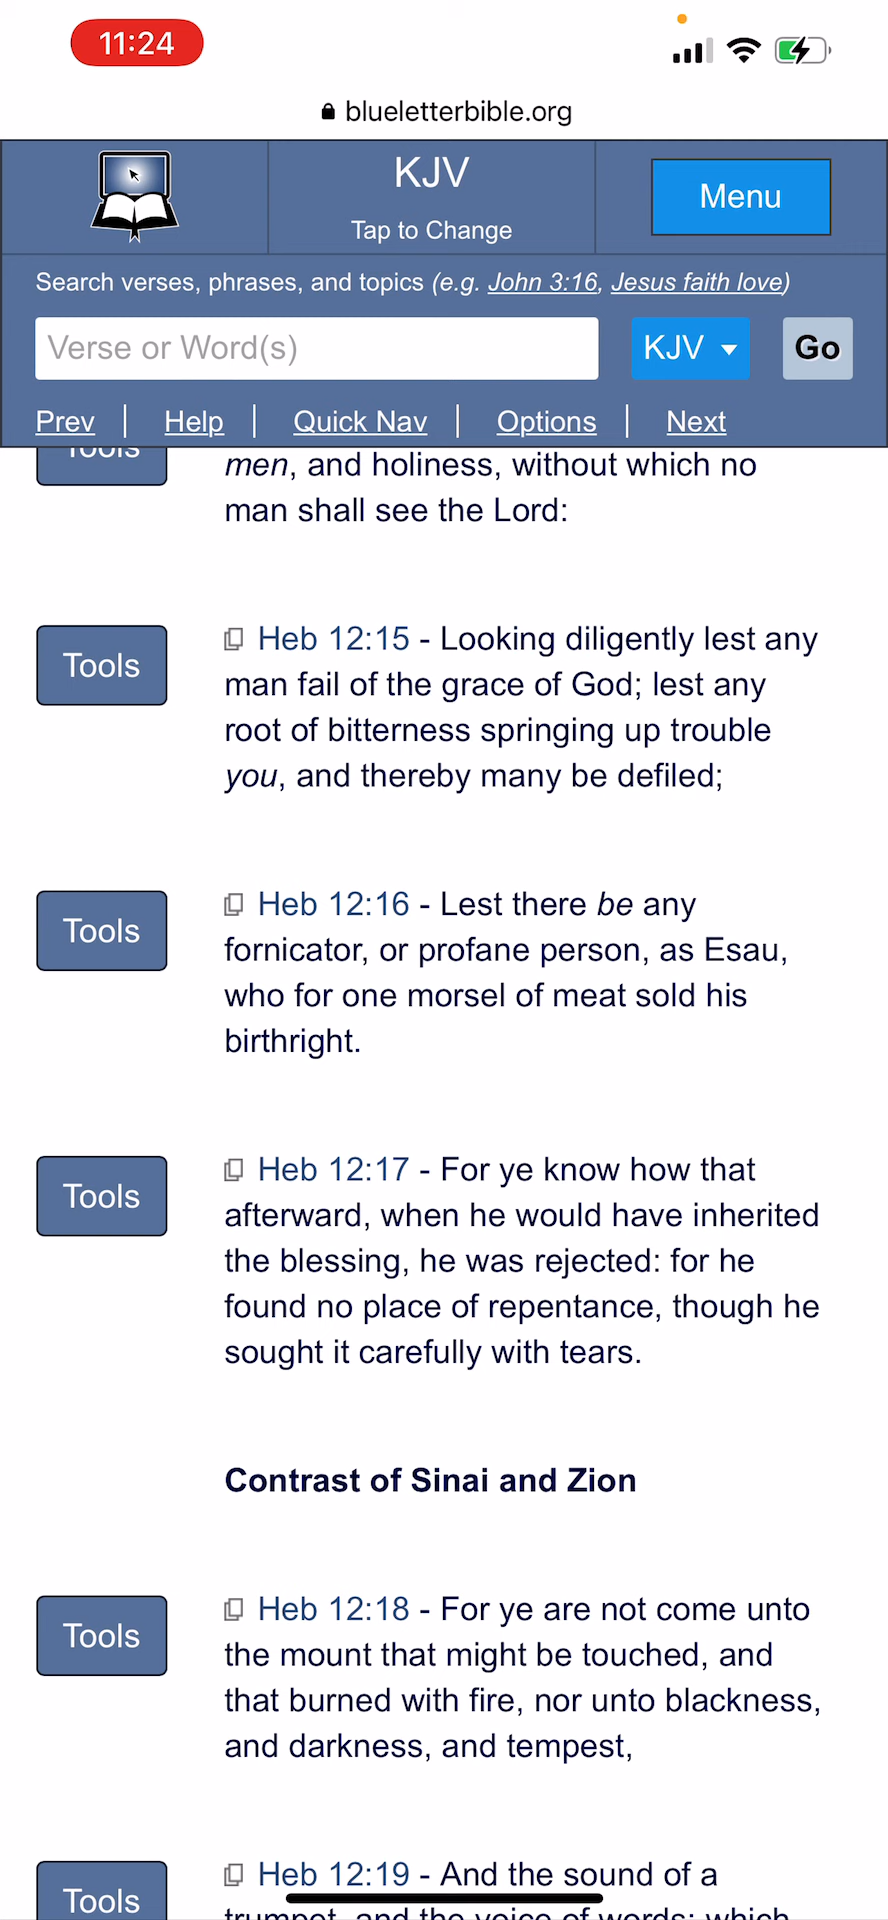 11:24
blueletterbible.org
KJV
Tap to Change
Menu
Search verses, phrases, and topics (e.g. John 3:16, Jesus faith love)
Verse or Word(s)
KJV
Go
Prev | Help | Quick Nav | Options | Next
Tools
men, and holiness, without which no
man shall see the Lord:
Tools
Heb 12:15 - Looking diligently lest any
man fail of the grace of God; lest any
root of bitterness springing up trouble
you, and thereby many be defiled;
Tools
Heb 12:16 - Lest there be any
fornicator, or profane person, as Esau,
who for one morsel of meat sold his
birthright.
Tools
Heb 12:17 - For ye know how that
afterward, when he would have inherited
the blessing, he was rejected: for he
found no place of repentance, though he
sought it carefully with tears.
Contrast of Sinai and Zion
Tools
Heb 12:18 - For ye are not come unto
the mount that might be touched, and
that burned with fire, nor unto blackness,
and darkness, and tempest,
Tools
Heb 12:19 - And the sound of a
trumpet, and the voice of words; which